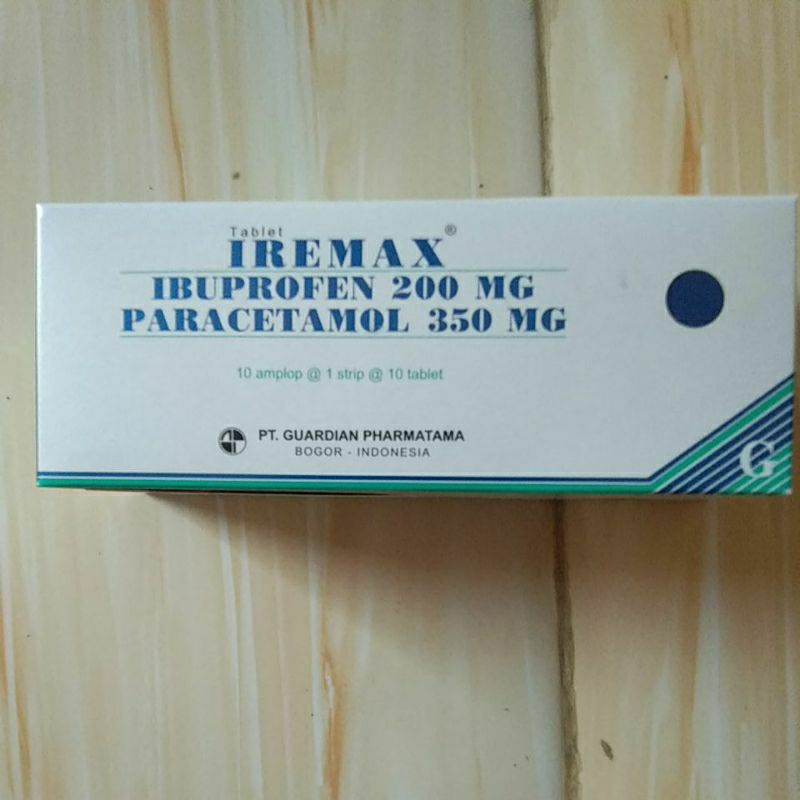 Tablet
IREMAX®
IBUPROFEN 200 MG
PARACETAMOL 350 MG
10 amplop @ 1 strip @ 10 tablet
PT. GUARDIAN PHARMATAMA
BOGOR - INDONESIA
G